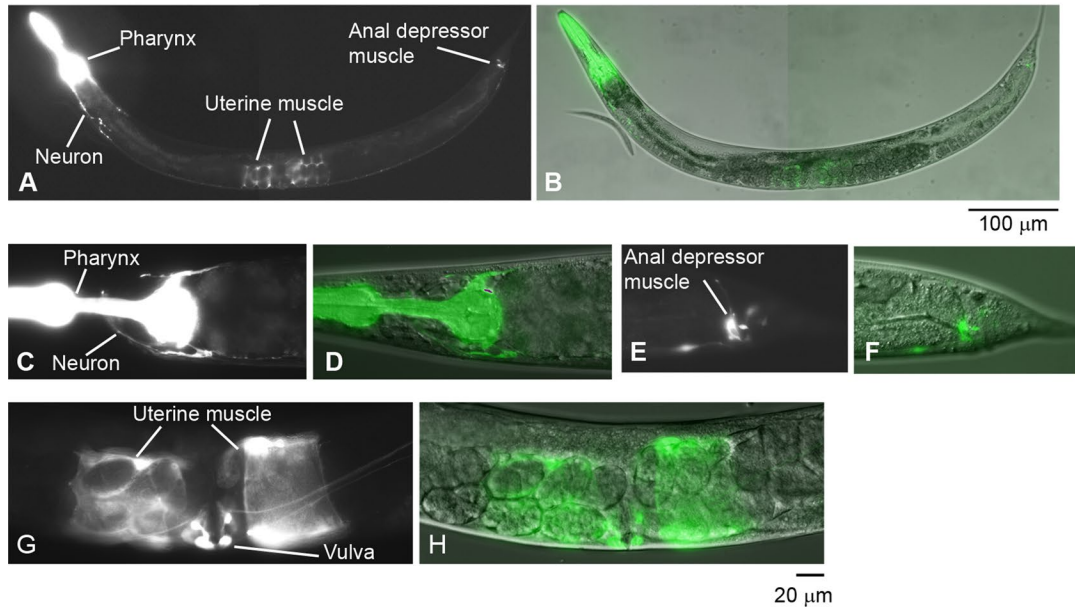 Pharynx
Anal depressor
muscle
Uterine muscle
Neuron
A
B
100 μm
Pharynx
Neuron
C
D
Anal depressor
muscle
E
F
Uterine muscle
Vulva
G
H
20 μm